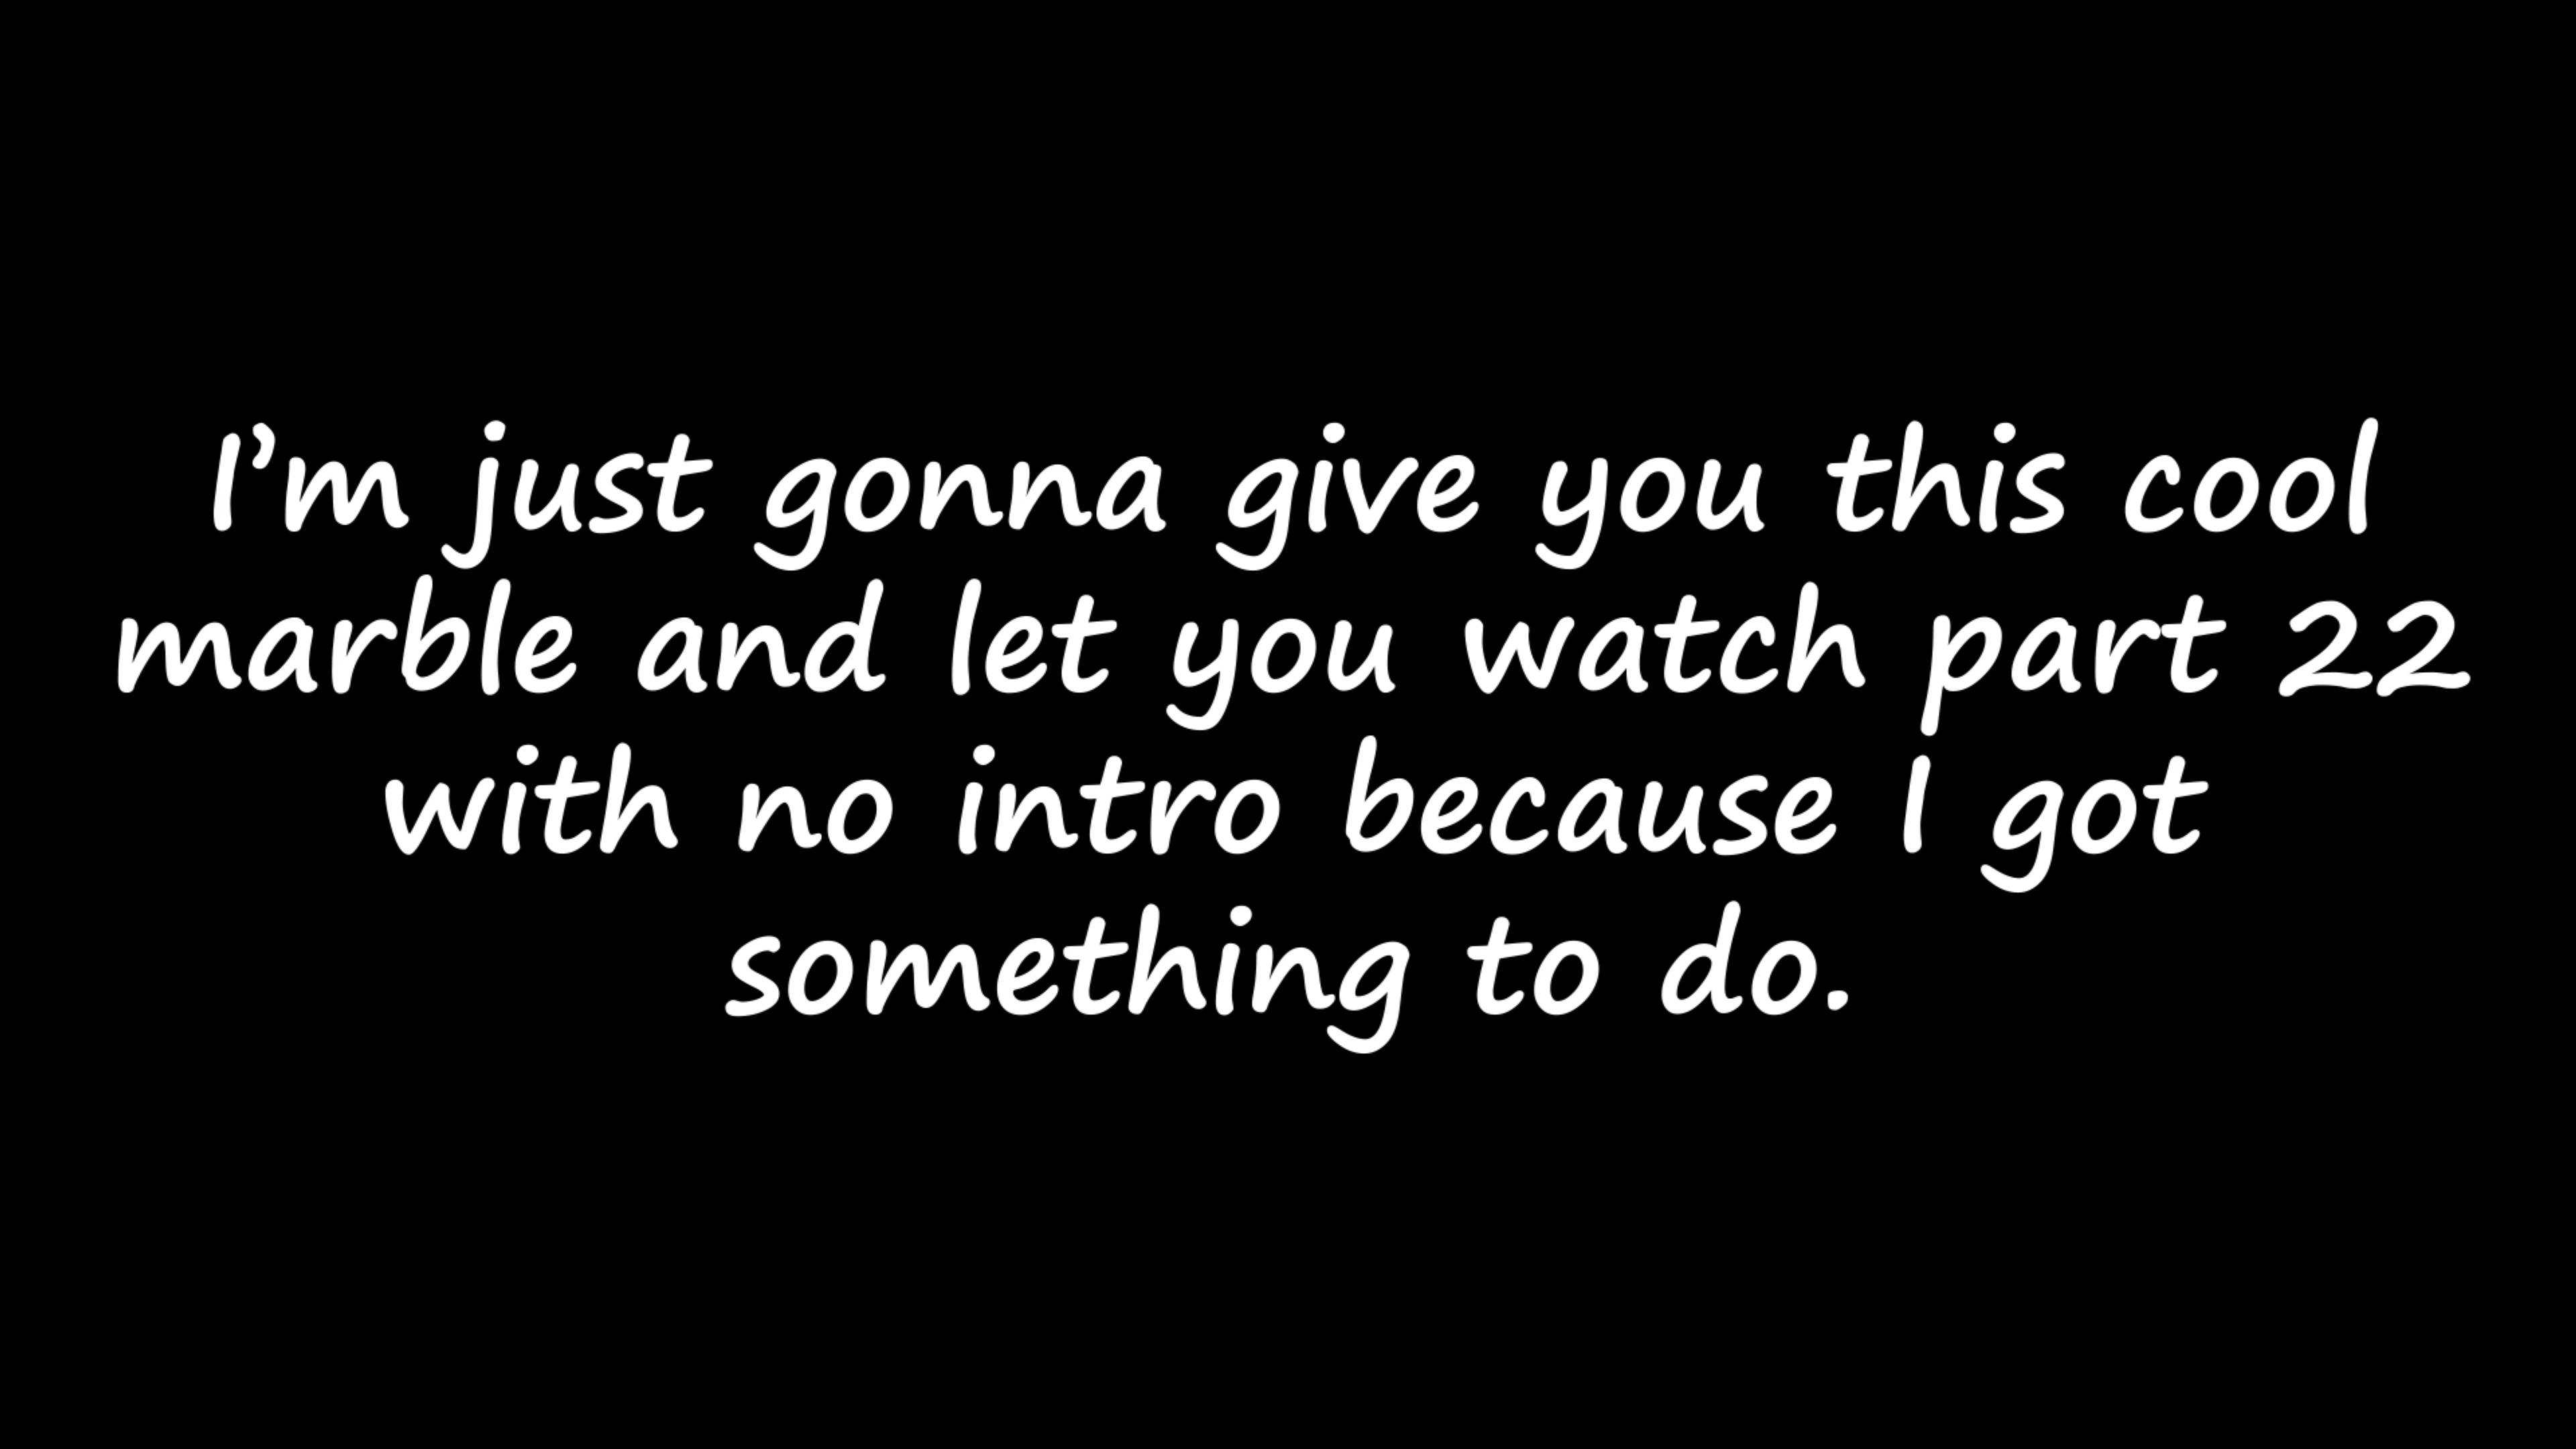 I’m just gonna give you this cool
marble and let you watch part 22
with no intro because I got
something to do.